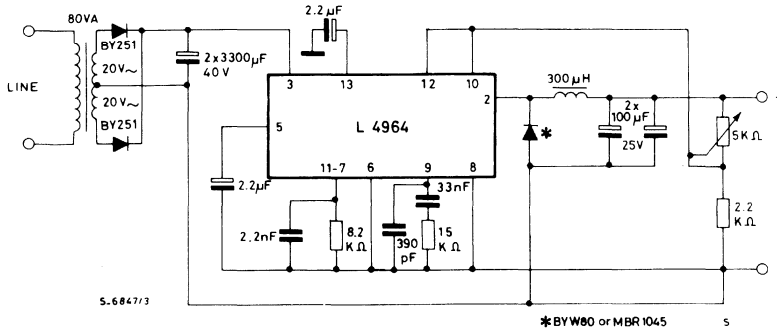 80VA
BY251
20V~
20V~
BY251
LINE
2x3300µF
40V
2.2µF
3
13
12
10
2
5
L 4964
11-7
6
9
8
300µH
2x
100µF
25V
5KΩ
2.2
KΩ
2.2µF
2.2nF
8.2
KΩ
390
pF
33nF
15
KΩ
*
S-6847/3
*BYW80 or MBR1045
S